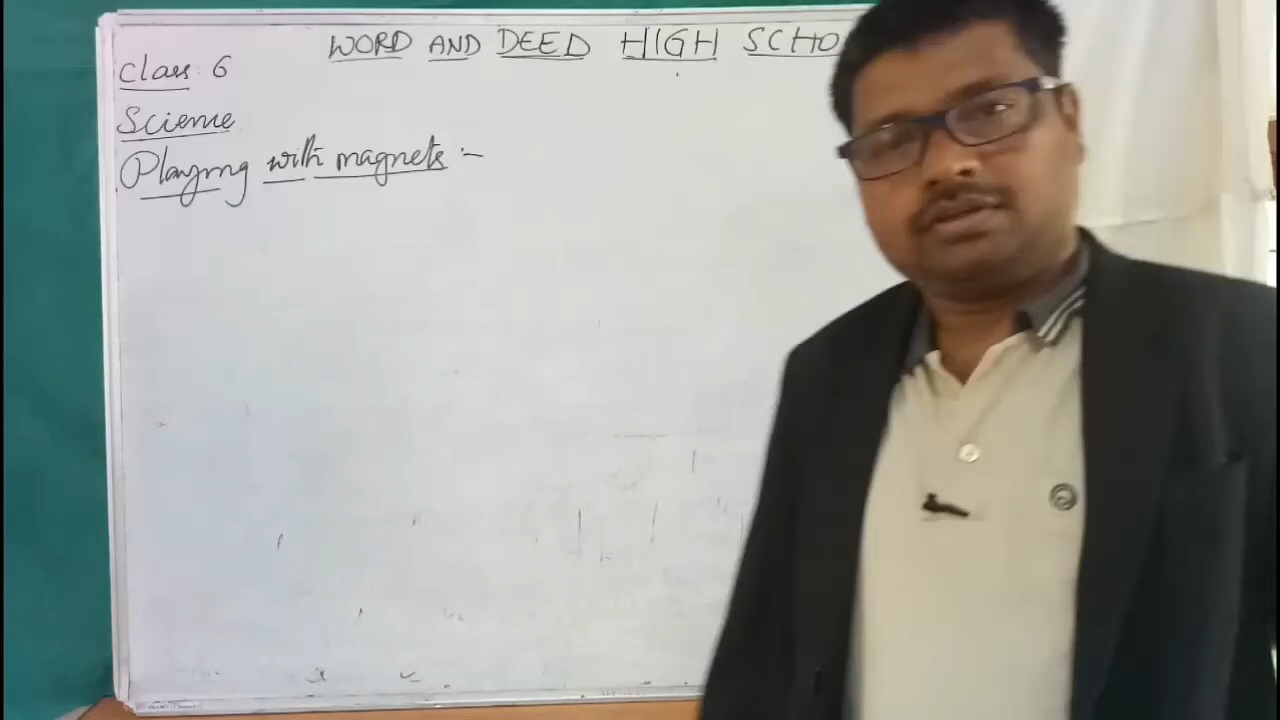 WORD AND DEED HIGH SCHO
Class 6
Science
Playing with magnets :-